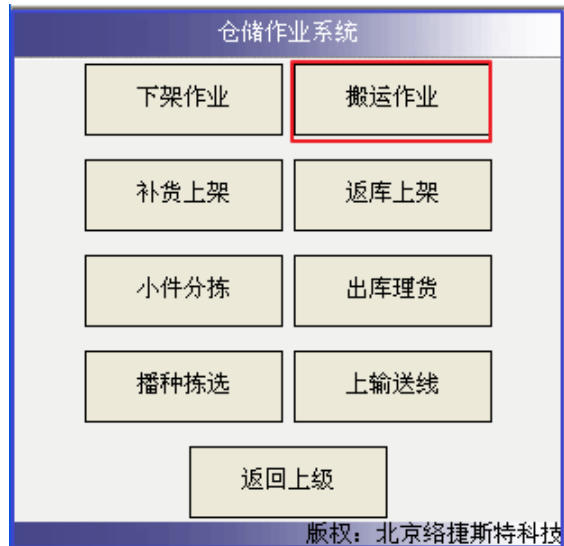 仓储作业系统
下架作业 搬运作业
补货上架 返库上架
小件分拣 出库理货
播种拣选 上输送线
返回上级
版权：北京络捷斯特科技